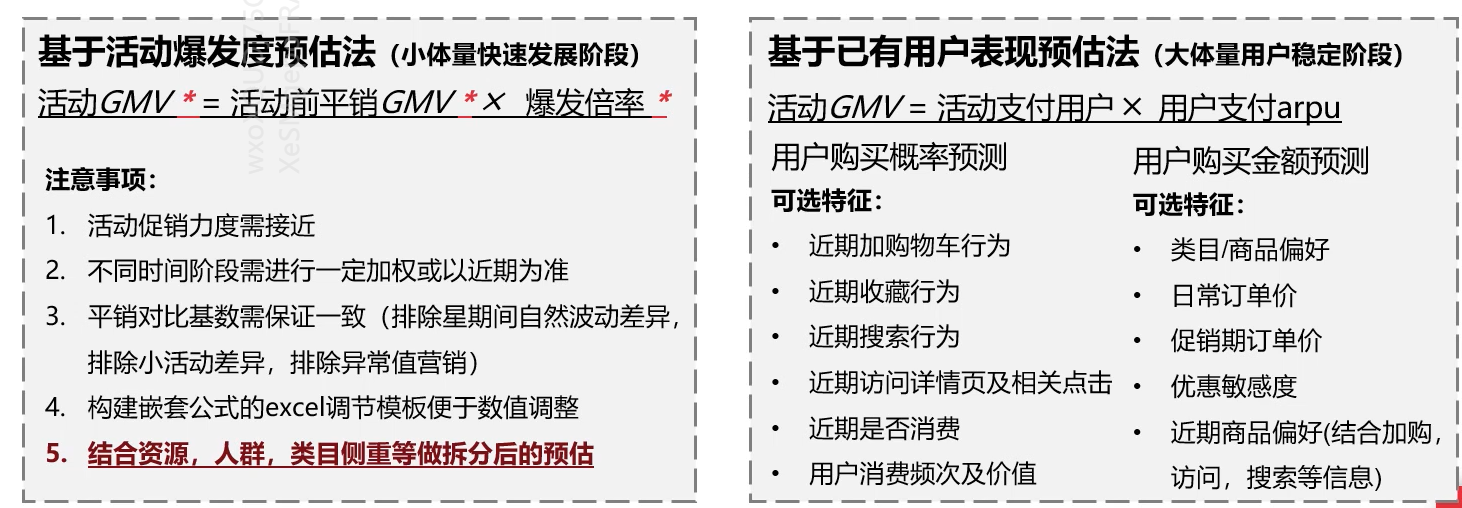 基于活动爆发度预估法（小体量快速发展阶段）
活动GMV * = 活动前平销GMV * × 爆发倍率 *
注意事项：
1. 活动促销力度需接近
2. 不同时间阶段需进行一定加权或以近期为准
3. 平销对比基数需保证一致（排除星期间自然波动差异，
排除小活动差异，排除异常值营销）
4. 构建嵌套公式的excel调节模板便于数值调整
5. 结合资源，人群，类目侧重等做拆分后的预估
基于已有用户表现预估法（大体量用户稳定阶段）
活动GMV = 活动支付用户 × 用户支付arpu
用户购买概率预测
可选特征：
• 近期加购物车行为
• 近期收藏行为
• 近期搜索行为
• 近期访问详情页及相关点击
• 近期是否消费
• 用户消费频次及价值
用户购买金额预测
可选特征：
• 类目/商品偏好
• 日常订单价
• 促销期订单价
• 优惠敏感度
• 近期商品偏好(结合加购，
访问，搜索等信息)